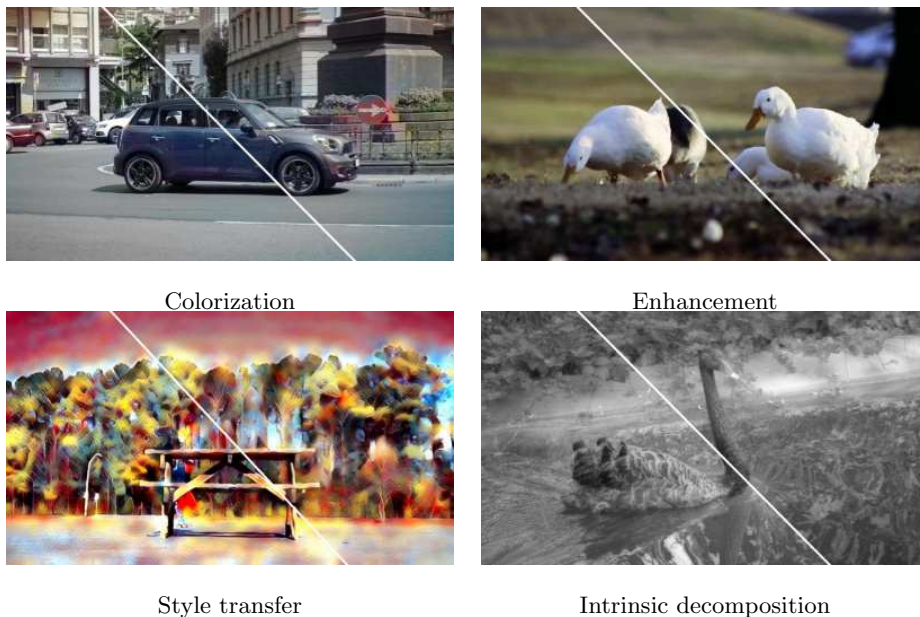 Colorization
Enhancement
Style transfer
Intrinsic decomposition